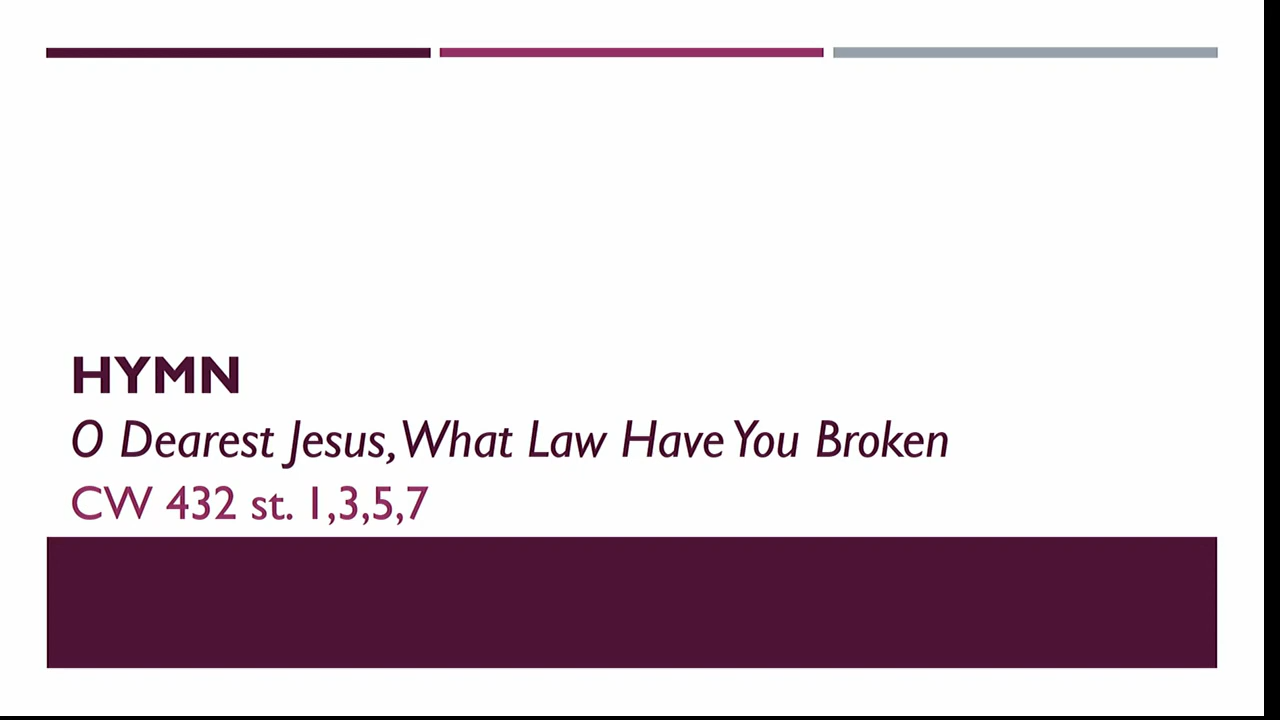 HYMN
O Dearest Jesus, What Law Have You Broken
CW 432 st. 1,3,5,7